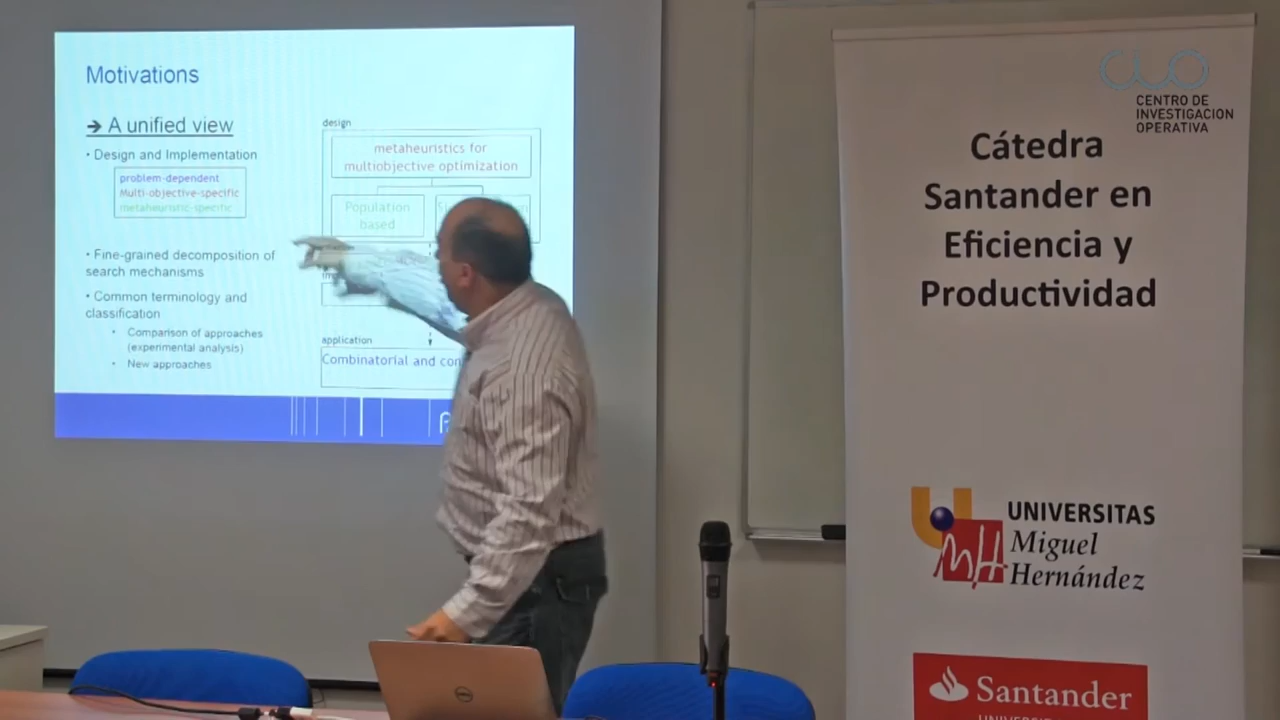 Motivations
➔ A unified view
• Design and Implementation
problem-dependent
Multi-objective-specific
metaheuristic-specific
• Fine-grained decomposition of
search mechanisms
• Common terminology and
classification
• Comparison of approaches
(experimental analysis)
• New approaches
design
metaheuristics for
multiobjective optimization
Population
based
application
Combinatorial and
CIO
CENTRO DE
INVESTIGACION
OPERATIVA
Cátedra
Santander en
Eficiencia y
Productividad
UNIVERSITAS
Miguel
Hernández
Santander
DELL